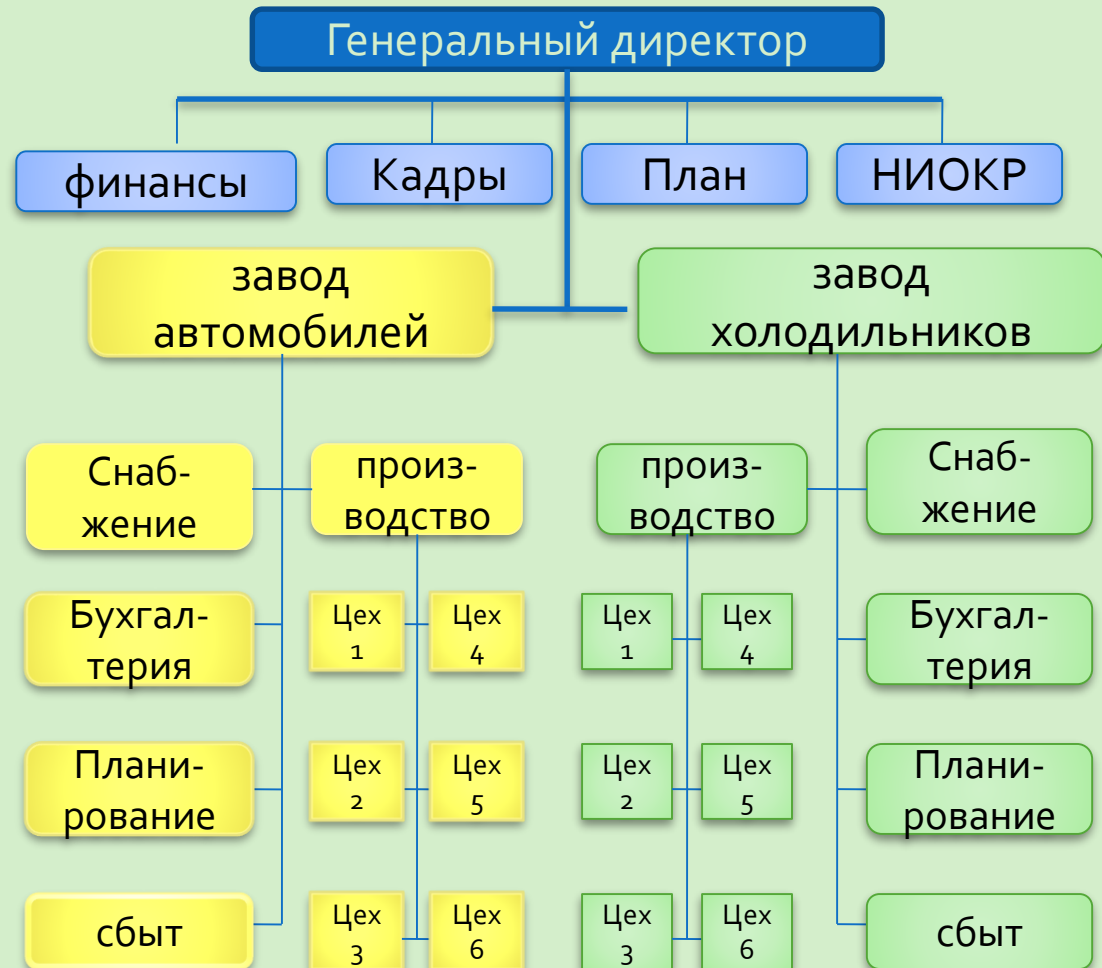 Генеральный директор
финансы
Кадры
План
НИОКР
завод
автомобилей
завод
холодильников
Снаб-
жение
произ-
водство
произ-
водство
Снаб-
жение
Бухгал-
терия
Цех
1
Цех
4
Цех
1
Цех
4
Бухгал-
терия
Плани-
рование
Цех
2
Цех
5
Цех
2
Цех
5
Плани-
рование
сбыт
Цех
3
Цех
6
Цех
3
Цех
6
сбыт